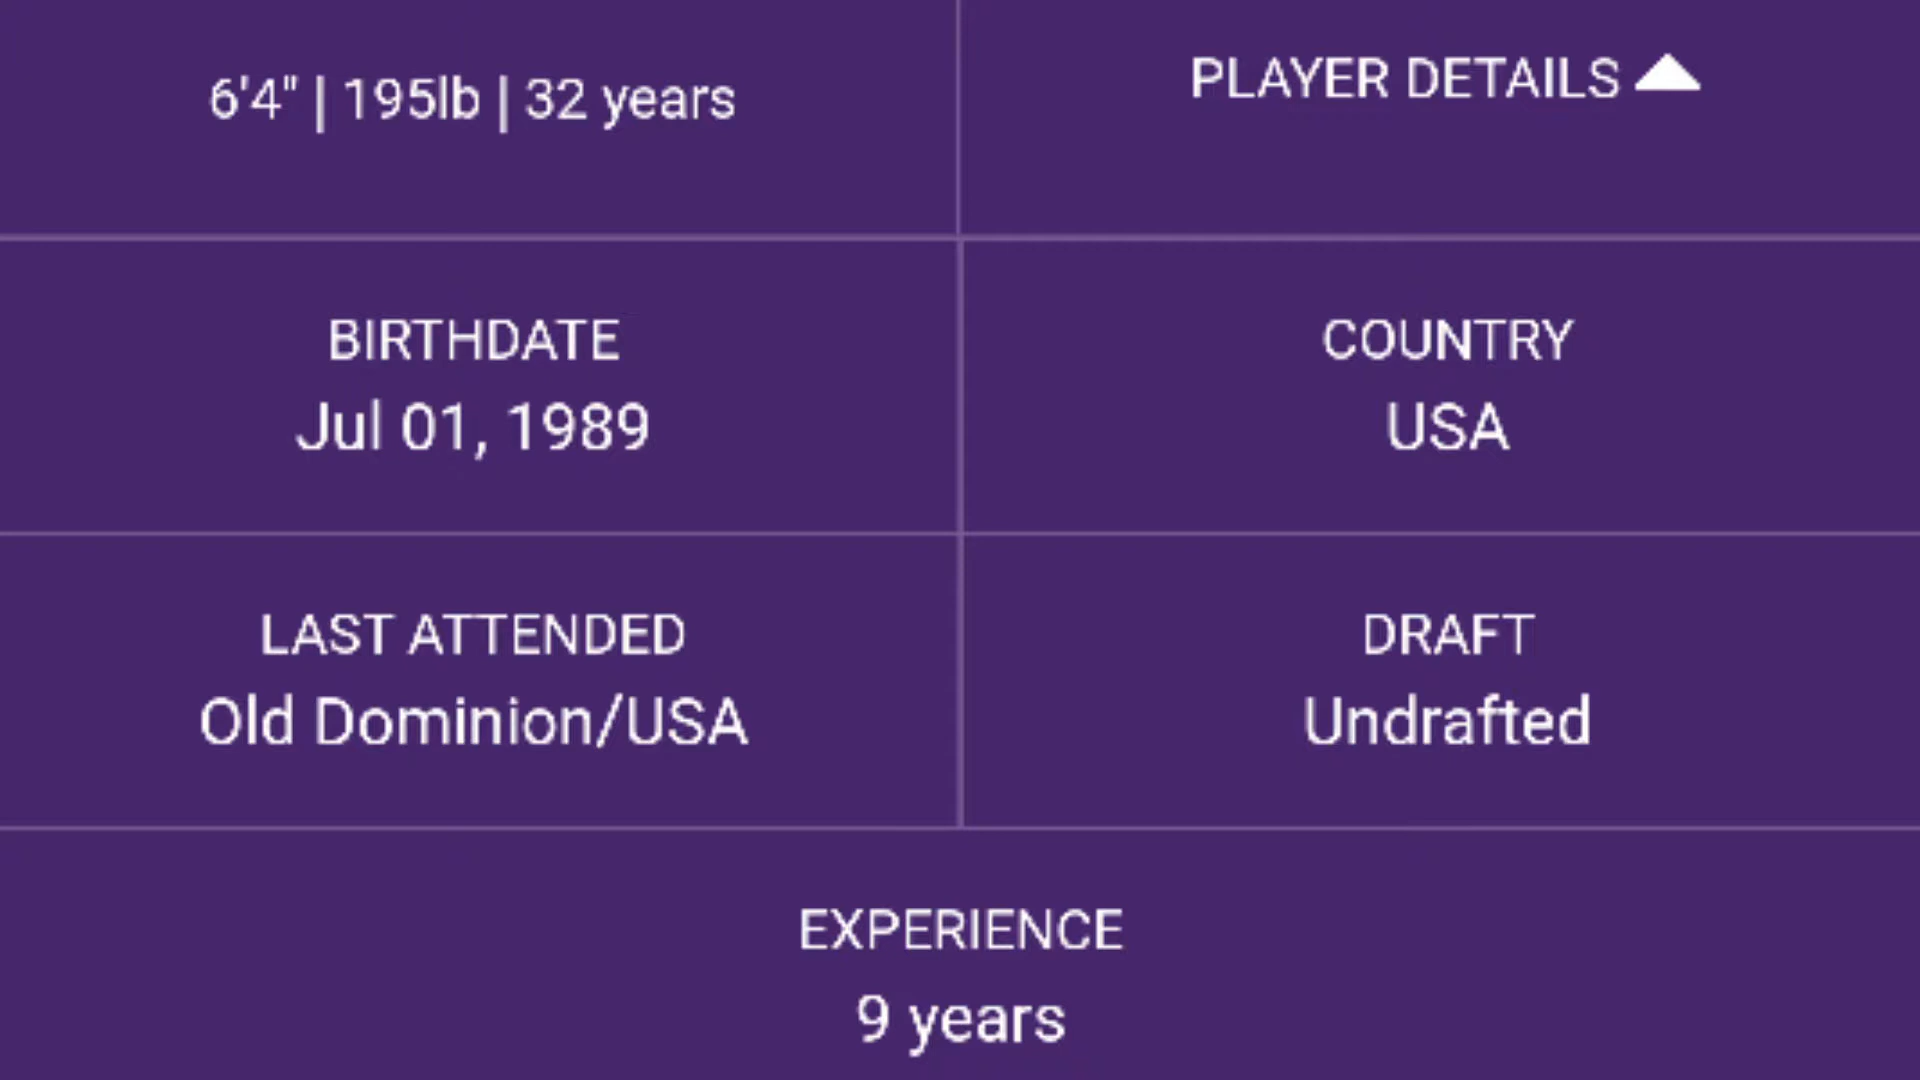 6'4" | 195lb | 32 years
PLAYER DETAILS
BIRTHDATE
Jul 01, 1989
COUNTRY
USA
LAST ATTENDED
Old Dominion/USA
DRAFT
Undrafted
EXPERIENCE
9 years